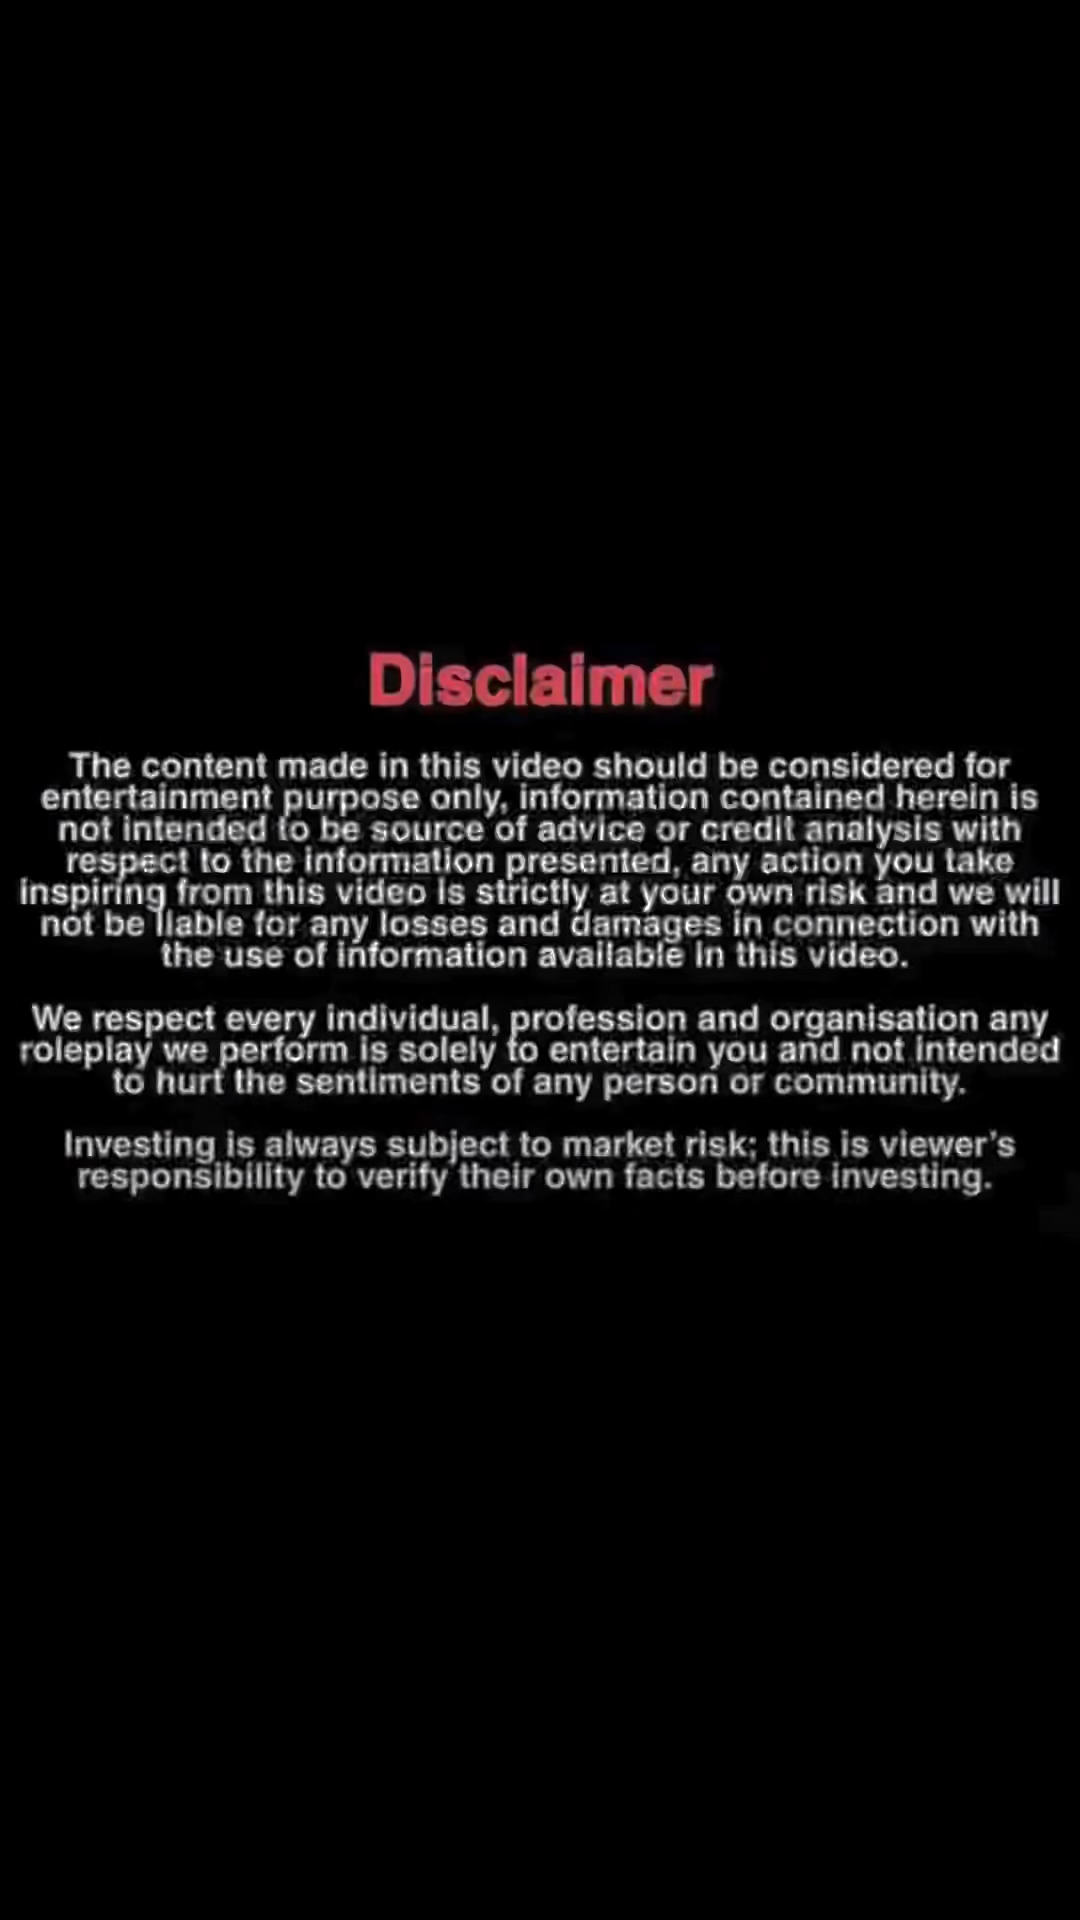 Disclaimer
The content made in this video should be considered for
entertainment purpose only, information contained herein is
not intended to be source of advice or credit analysis with
respect to the information presented, any action you take
inspiring from this video is strictly at your own risk and we will
not be liable for any losses and damages in connection with
the use of information available in this video.
We respect every individual, profession and organisation any
roleplay we perform is solely to entertain you and not intended
to hurt the sentiments of any person or community.
Investing is always subject to market risk; this is viewer's
responsibility to verify their own facts before investing.